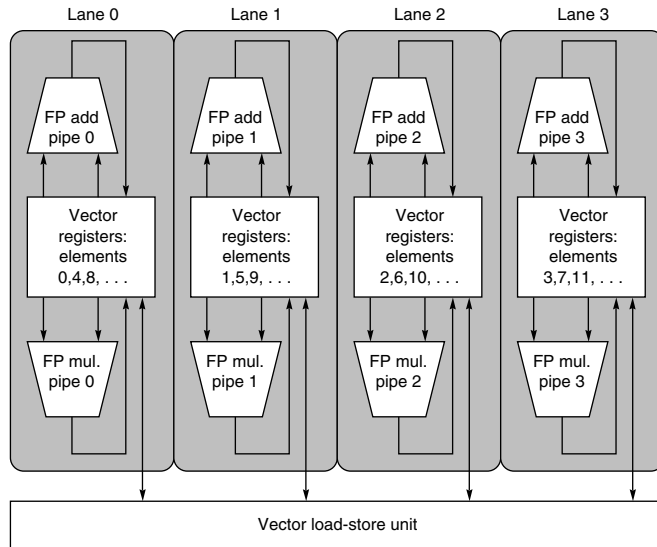 Lane 0
Lane 1
Lane 2
Lane 3
FP add
pipe 0
FP add
pipe 1
FP add
pipe 2
FP add
pipe 3
Vector
registers:
elements
0,4,8, . . .
Vector
registers:
elements
1,5,9, . . .
Vector
registers:
elements
2,6,10, . . .
Vector
registers:
elements
3,7,11, . . .
FP mul.
pipe 0
FP mul.
pipe 1
FP mul.
pipe 2
FP mul.
pipe 3
Vector load-store unit